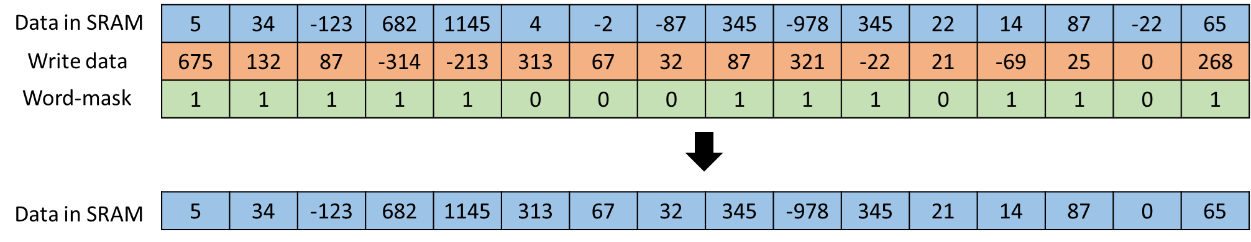 Data in SRAM 5 34 -123 682 1145 4 -2 -87 345 -978 345 22 14 87 -22 65
Write data 675 132 87 -314 -213 313 67 32 87 321 -22 21 -69 25 0 268
Word-mask 1 1 1 1 1 0 0 0 1 1 1 0 1 1 0 1
Data in SRAM 5 34 -123 682 1145 313 67 32 345 -978 345 21 14 87 0 65